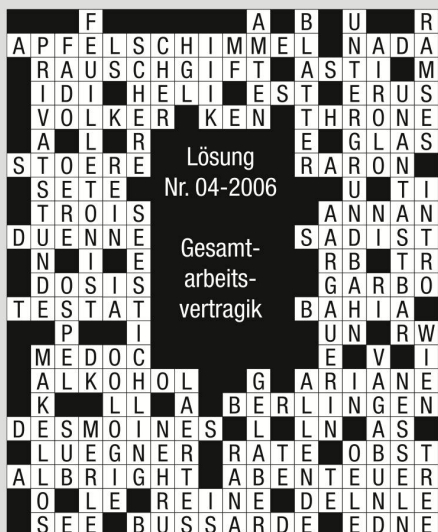 F A B U R
APFELSCHIMMEL NADA
RAUSCHGIFT ASTI M
IDI HELI EST ERUS
VOLKER KEN THRONE
A L R E GLAS
STOERE RARON
SETE U TI
TROIS ANNAN
DUENNE SADIST
N I E RB TR
DOSIS GARBO
TESTAT BAHIA
P I UN RW
MEDOC E V I
ALKOHOL G ARIANE
K LL A BERLINGEN
DESMOINES L LN AS
LUEGNER RATE OBST
ALBRIGHT ABENTEUER
O LE REINE DELNLE
SEE BUSSARDE EDNE
Lösung
Nr. 04-2006
Gesamt-
arbeits-
vertragik